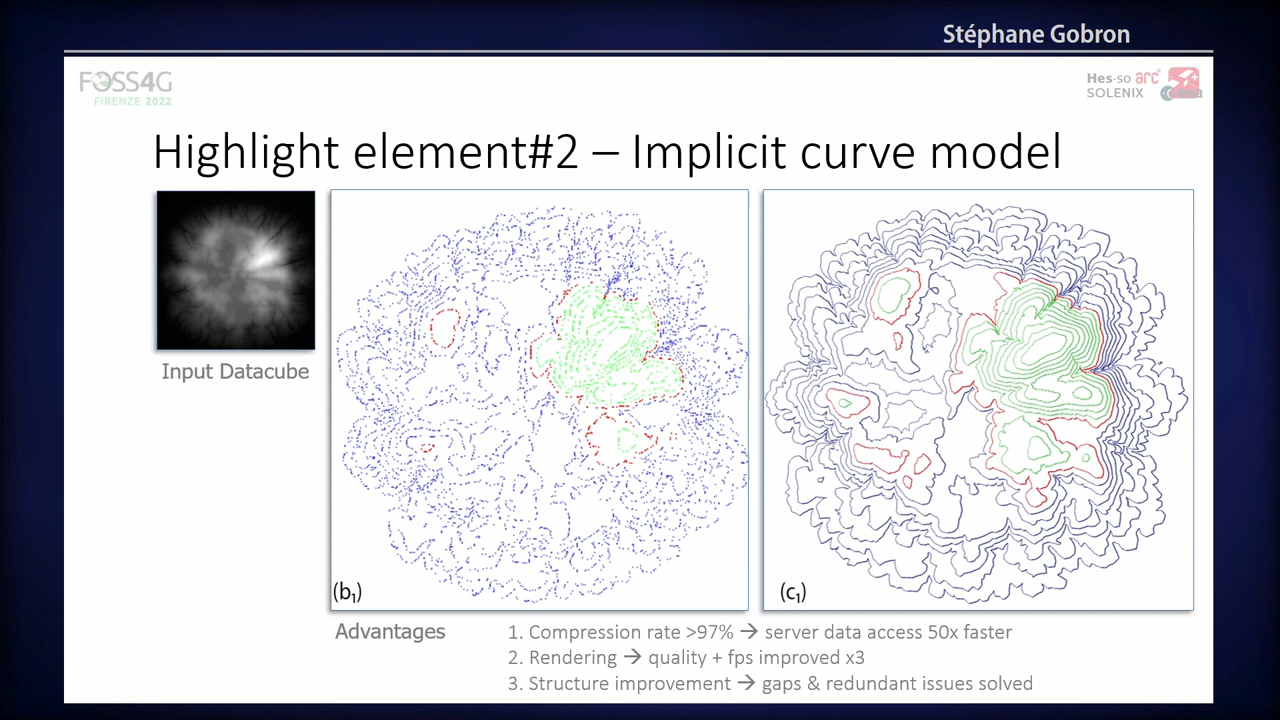 Stéphane Gobron
FOSS4G
FIRENZE 2022
Hes·so arc
SOLENIX
Highlight element#2 – Implicit curve model
Input Datacube
(b₁)
(c₁)
Advantages
1. Compression rate >97% → server data access 50x faster
2. Rendering → quality + fps improved x3
3. Structure improvement → gaps & redundant issues solved